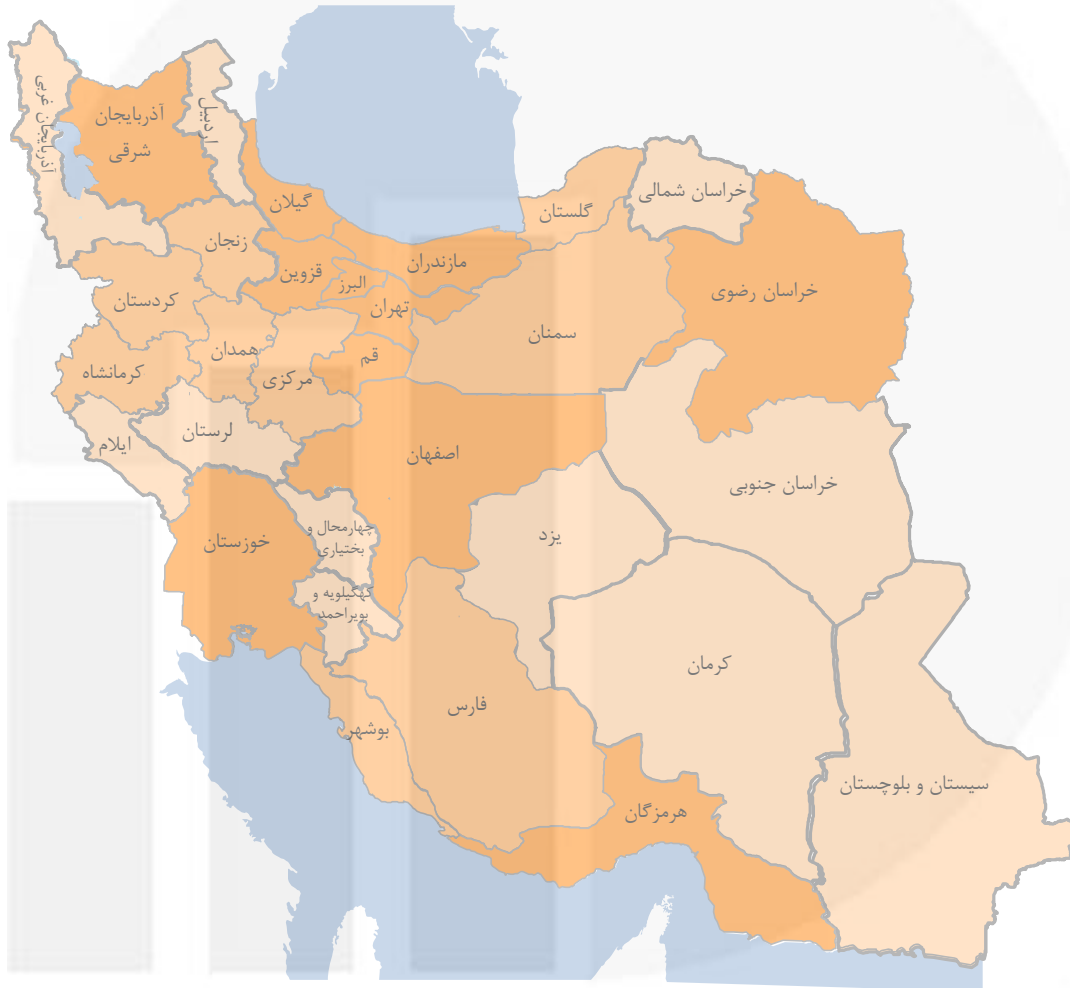 آذربایجان غربی
آذربایجان
شرقی
اردبیل
گیلان
زنجان
قزوین
البرز
مازندران
تهران
گلستان
خراسان شمالی
خراسان رضوی
سمنان
کردستان
همدان
کرمانشاه
مرکزی
قم
ایلام
لرستان
اصفهان
خراسان جنوبی
خوزستان
چهارمحال و
بختیاری
یزد
کهگیلویه و
بویراحمد
کرمان
فارس
بوشهر
هرمزگان
سیستان و بلوچستان